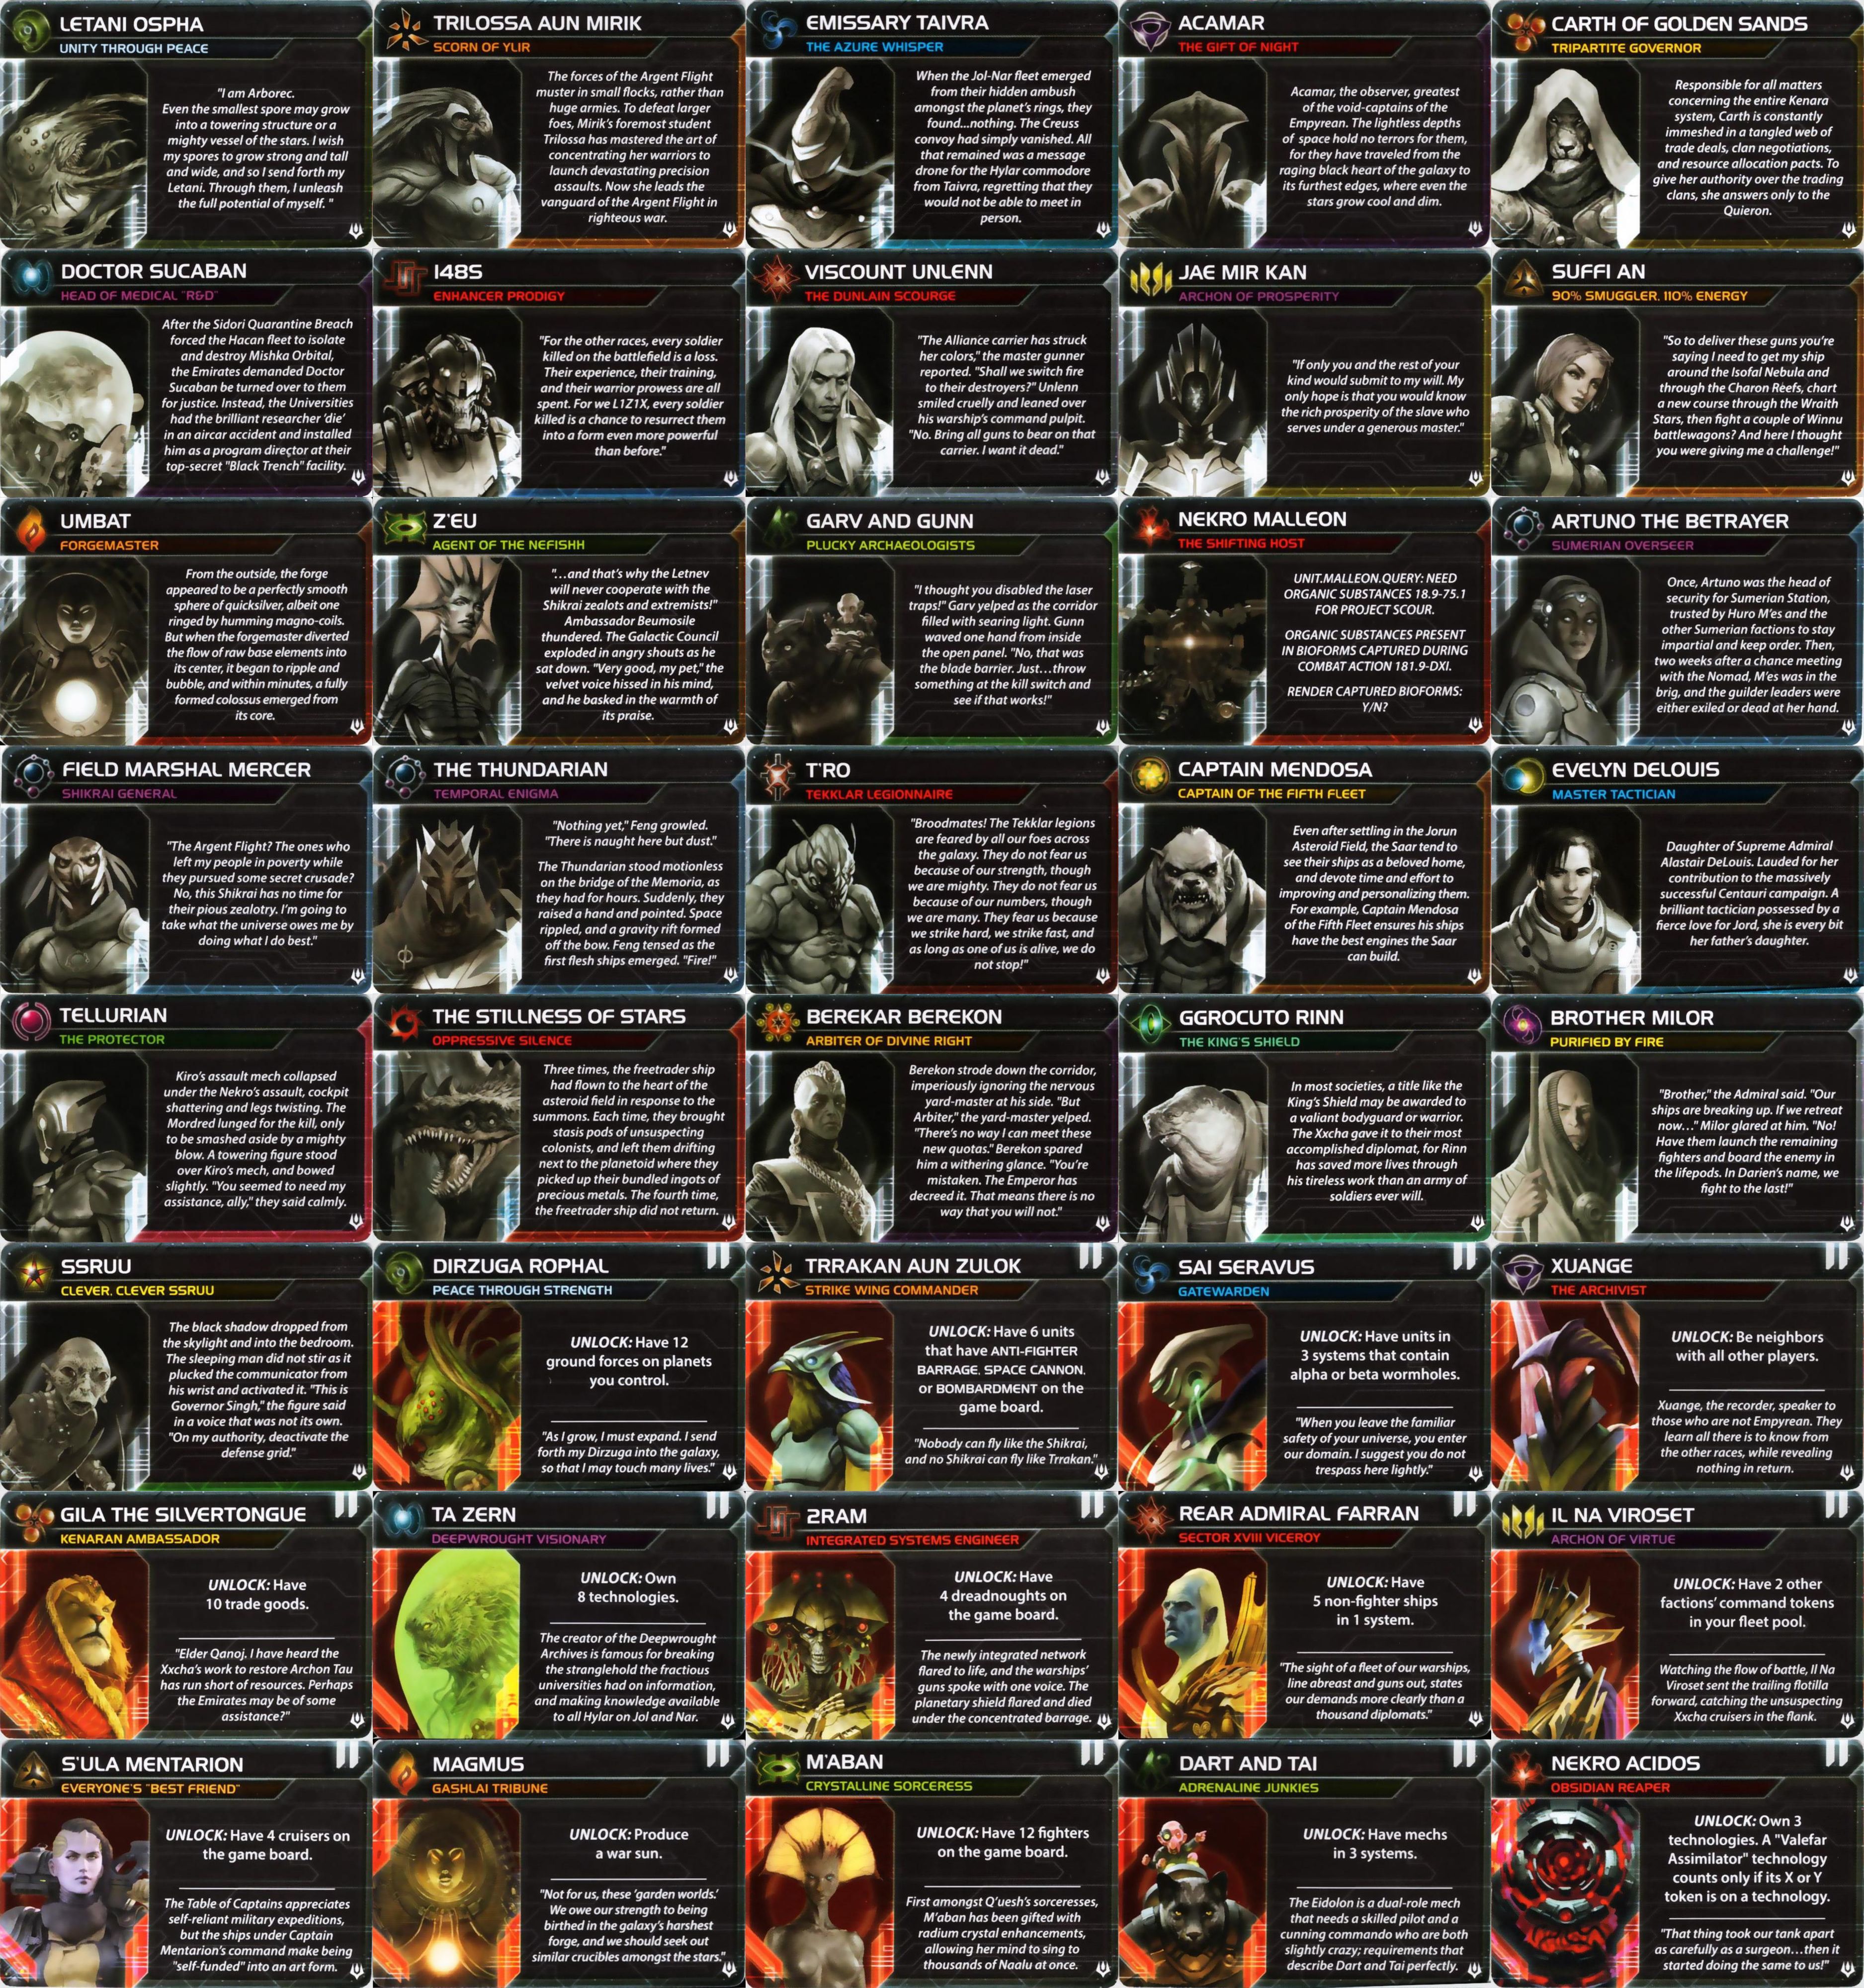 LETANI OSPHA
UNITY THROUGH PEACE
"I am Arborec.
Even the smallest spore may grow
into a towering structure or a
mighty vessel of the stars. I wish
my spores to grow strong and tall
and wide, and so I send forth my
Letani. Through them, I unleash
the full potential of myself. "
TRILOSSA AUN MIRIK
SCORN OF YLIR
The forces of the Argent Flight
muster in small flocks, rather than
huge armies. To defeat larger
foes, Mirik's foremost student
Trilossa has mastered the art of
concentrating her warriors to
launch devastating precision
assaults. Now she leads the
vanguard of the Argent Flight in
righteous war.
EMISSARY TAIVRA
THE AZURE WHISPER
When the Jol-Nar fleet emerged
from their hidden ambush
amongst the planet's rings, they
found...nothing. The Creuss
convoy had simply vanished. All
that remained was a message
drone for the Hylar commodore
from Taivra, regretting that they
would not be able to meet in
person.
ACAMAR
THE GIFT OF NIGHT
Acamar, the observer, greatest
of the void-captains of the
Empyrean. The lightless depths
of space hold no terrors for them,
for they have traveled from the
raging black heart of the galaxy to
its furthest edges, where even the
stars grow cool and dim.
CARTH OF GOLDEN SANDS
TRIPARTITE GOVERNOR
Responsible for all matters
concerning the entire Kenara
system, Carth is constantly
immeshed in a tangled web of
trade deals, clan negotiations,
and resource allocation pacts. To
give her authority over the trading
clans, she answers only to the
Quieron.
DOCTOR SUCABAN
HEAD OF MEDICAL "R&D"
After the Sidori Quarantine Breach
forced the Hacan fleet to isolate
and destroy Mishka Orbital,
the Emirates demanded Doctor
Sucaban be turned over to them
for justice. Instead, the Universities
had the brilliant researcher 'die'
in an aircar accident and installed
him as a program director at their
top-secret "Black Trench" facility.
I48S
ENHANCER PRODIGY
"For the other races, every soldier
killed on the battlefield is a loss.
Their experience, their training,
and their warrior prowess are all
spent. For we L1Z1X, every soldier
killed is a chance to resurrect them
into a form even more powerful
than before."
VISCOUNT UNLENN
THE DUNLAIN SCOURGE
"The Alliance carrier has struck
her colors," the master gunner
reported. "Shall we switch fire
to their destroyers?" Unlenn
smiled cruelly and leaned over
his warship's command pulpit.
"No. Bring all guns to bear on that
carrier. I want it dead."
JAE MIR KAN
ARCHON OF PROSPERITY
"If only you and the rest of your
kind would submit to my will. My
only hope is that you would know
the rich prosperity of the slave who
serves under a generous master."
SUFFI AN
90% SMUGGLER, 110% ENERGY
"So to deliver these guns you're
saying I need to get my ship
around the Isofal Nebula and
through the Charon Reefs, chart
a new course through the Wraith
Stars, then fight a couple of Winnu
battlewagons? And here I thought
you were giving me a challenge!"
UMBAT
FORGEMASTER
From the outside, the forge
appeared to be a perfectly smooth
sphere of quicksilver, albeit one
ringed by humming magno-coils.
But when the forgemaster diverted
the flow of raw base elements into
its center, it began to ripple and
bubble, and within minutes, a fully
formed colossus emerged from
its core.
Z'EU
AGENT OF THE NEFISHH
"...and that's why the Letnev
will never cooperate with the
Shikrai zealots and extremists!"
Ambassador Beumosile
thundered. The Galactic Council
exploded in angry shouts as he
sat down. "Very good, my pet," the
velvet voice hissed in his mind,
and he basked in the warmth of
its praise.
GARV AND GUNN
PLUCKY ARCHAEOLOGISTS
"I thought you disabled the laser
traps!" Garv yelped as the corridor
filled with searing light. Gunn
waved one hand from inside
the open panel. "No, that was
the blade barrier. Just...throw
something at the kill switch and
see if that works!"
NEKRO MALLEON
THE SHIFTING HOST
UNIT.MALLEON.QUERY: NEED
ORGANIC SUBSTANCES 18.9-75.1
FOR PROJECT SCOUR.
ORGANIC SUBSTANCES PRESENT
IN BIOFORMS CAPTURED DURING
COMBAT ACTION 181.9-DXI.
RENDER CAPTURED BIOFORMS:
Y/N?
ARTUNO THE BETRAYER
SUMERIAN OVERSEER
Once, Artuno was the head of
security for Sumerian Station,
trusted by Huro M'es and the
other Sumerian factions to stay
impartial and keep order. Then,
two weeks after a chance meeting
with the Nomad, M'es was in the
brig, and the guilder leaders were
either exiled or dead at her hand.
FIELD MARSHAL MERCER
SHIKRAI GENERAL
"The Argent Flight? The ones who
left my people in poverty while
they pursued some secret crusade?
No, this Shikrai has no time for
their pious zealotry. I'm going to
take what the universe owes me by
doing what I do best."
THE THUNDARIAN
TEMPORAL ENIGMA
"Nothing yet," Feng growled.
"There is naught here but dust."
The Thundarian stood motionless
on the bridge of the Memoria, as
they had for hours. Suddenly, they
raised a hand and pointed. Space
rippled, and a gravity rift formed
off the bow. Feng tensed as the
first flesh ships emerged. "Fire!"
T'RO
TEKKLAR LEGIONNAIRE
"Broodmates! The Tekklar legions
are feared by all our foes across
the galaxy. They do not fear us
because of our strength, though
we are mighty. They do not fear us
because of our numbers, though
we are many. They fear us because
we strike hard, we strike fast, and
as long as one of us is alive, we do
not stop!"
CAPTAIN MENDOSA
CAPTAIN OF THE FIFTH FLEET
Even after settling in the Jorun
Asteroid Field, the Saar tend to
see their ships as a beloved home,
and devote time and effort to
improving and personalizing them.
For example, Captain Mendosa
of the Fifth Fleet ensures his ships
have the best engines the Saar
can build.
EVELYN DELOUIS
MASTER TACTICIAN
Daughter of Supreme Admiral
Alastair DeLouis. Lauded for her
contribution to the massively
successful Centauri campaign. A
brilliant tactician possessed by a
fierce love for Jord, she is every bit
her father's daughter.
TELLURIAN
THE PROTECTOR
Kiro's assault mech collapsed
under the Nekro's assault, cockpit
shattering and legs twisting. The
Mordred lunged for the kill, only
to be smashed aside by a mighty
blow. A towering figure stood
over Kiro's mech, and bowed
slightly. "You seemed to need my
assistance, ally," they said calmly.
THE STILLNESS OF STARS
OPPRESSIVE SILENCE
Three times, the freetrader ship
had flown to the heart of the
asteroid field in response to the
summons. Each time, they brought
stasis pods of unsuspecting
colonists, and left them drifting
next to the planetoid where they
picked up their bundled ingots of
precious metals. The fourth time,
the freetrader ship did not return.
BEREKAR BEREKON
ARBITER OF DIVINE RIGHT
Berekon strode down the corridor,
imperiously ignoring the nervous
yard-master at his side. "But
Arbiter," the yard-master yelped.
"There's no way I can meet these
new quotas." Berekon spared
him a withering glance. "You're
mistaken. The Emperor has
decreed it. That means there is no
way that you will not."
GGROCUTO RINN
THE KING'S SHIELD
In most societies, a title like the
King's Shield may be awarded to
a valiant bodyguard or warrior.
The Xxcha gave it to their most
accomplished diplomat, for Rinn
has saved more lives through
his tireless work than an army of
soldiers ever will.
BROTHER MILOR
PURIFIED BY FIRE
"Brother," the Admiral said. "Our
ships are breaking up. If we retreat
now..." Milor glared at him. "No!
Have them launch the remaining
fighters and board the enemy in
the lifepods. In Darien's name, we
fight to the last!"
SSRUU
CLEVER, CLEVER SSRUU
The black shadow dropped from
the skylight and into the bedroom.
The sleeping man did not stir as it
plucked the communicator from
his wrist and activated it. "This is
Governor Singh," the figure said
in a voice that was not its own.
"On my authority, deactivate the
defense grid."
DIRZUGA ROPHAL
PEACE THROUGH STRENGTH
UNLOCK: Have 12
ground forces on planets
you control.
"As I grow, I must expand. I send
forth my Dirzuga into the galaxy,
so that I may touch many lives."
TRRAKAN AUN ZULOK
STRIKE WING COMMANDER
UNLOCK: Have 6 units
that have ANTI-FIGHTER
BARRAGE, SPACE CANNON,
or BOMBARDMENT on the
game board.
"Nobody can fly like the Shikrai,
and no Shikrai can fly like Trrakan."
SAI SERAVUS
GATEWARDEN
UNLOCK: Have units in
3 systems that contain
alpha or beta wormholes.
"When you leave the familiar
safety of your universe, you enter
our domain. I suggest you do not
trespass here lightly."
XUANGE
THE ARCHIVIST
UNLOCK: Be neighbors
with all other players.
Xuange, the recorder, speaker to
those who are not Empyrean. They
learn all there is to know from
the other races, while revealing
nothing in return.
GILA THE SILVERTONGUE
KENARAN AMBASSADOR
UNLOCK: Have
10 trade goods.
"Elder Qanoj. I have heard the
Xxcha's work to restore Archon Tau
has run short of resources. Perhaps
the Emirates may be of some
assistance?"
TA ZERN
DEEPWROUGHT VISIONARY
UNLOCK: Own
8 technologies.
The creator of the Deepwrought
Archives is famous for breaking
the stranglehold the fractious
universities had on information,
and making knowledge available
to all Hylar on Jol and Nar.
2RAM
INTEGRATED SYSTEMS ENGINEER
UNLOCK: Have
4 dreadnoughts on
the game board.
The newly integrated network
flared to life, and the warships'
guns spoke with one voice. The
planetary shield flared and died
under the concentrated barrage.
REAR ADMIRAL FARRAN
SECTOR XVIII VICEROY
UNLOCK: Have
5 non-fighter ships
in 1 system.
"The sight of a fleet of our warships,
line abreast and guns out, states
our demands more clearly than a
thousand diplomats."
IL NA VIROSET
ARCHON OF VIRTUE
UNLOCK: Have 2 other
factions' command tokens
in your fleet pool.
Watching the flow of battle, Il Na
Viroset sent the trailing flotilla
forward, catching the unsuspecting
Xxcha cruisers in the flank.
S'ULA MENTARION
EVERYONE'S "BEST FRIEND"
UNLOCK: Have 4 cruisers on
the game board.
The Table of Captains appreciates
self-reliant military expeditions,
but the ships under Captain
Mentarion's command make being
"self-funded" into an art form.
MAGMUS
GASHLAI TRIBUNE
UNLOCK: Produce
a war sun.
"Not for us, these 'garden worlds.'
We owe our strength to being
birthed in the galaxy's harshest
forge, and we should seek out
similar crucibles amongst the stars."
M'ABAN
CRYSTALLINE SORCERESS
UNLOCK: Have 12 fighters
on the game board.
First amongst Q'uesh's sorceresses,
M'aban has been gifted with
radium crystal enhancements,
allowing her mind to sing to
thousands of Naalu at once.
DART AND TAI
ADRENALINE JUNKIES
UNLOCK: Have mechs
in 3 systems.
The Eidolon is a dual-role mech
that needs a skilled pilot and a
cunning commando who are both
slightly crazy; requirements that
describe Dart and Tai perfectly.
NEKRO ACIDOS
OBSIDIAN REAPER
UNLOCK: Own 3
technologies. A "Valefar
Assimilator" technology
counts only if its X or Y
token is on a technology.
"That thing took our tank apart
as carefully as a surgeon...then it
started doing the same to us!"